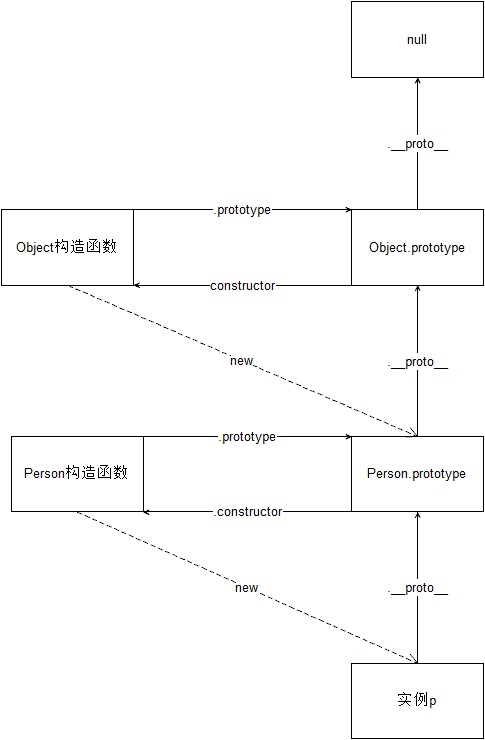 null
.__proto__
.prototype
Object构造函数
Object.prototype
constructor
new
.__proto__
.prototype
Person构造函数
Person.prototype
.constructor
new
.__proto__
实例p